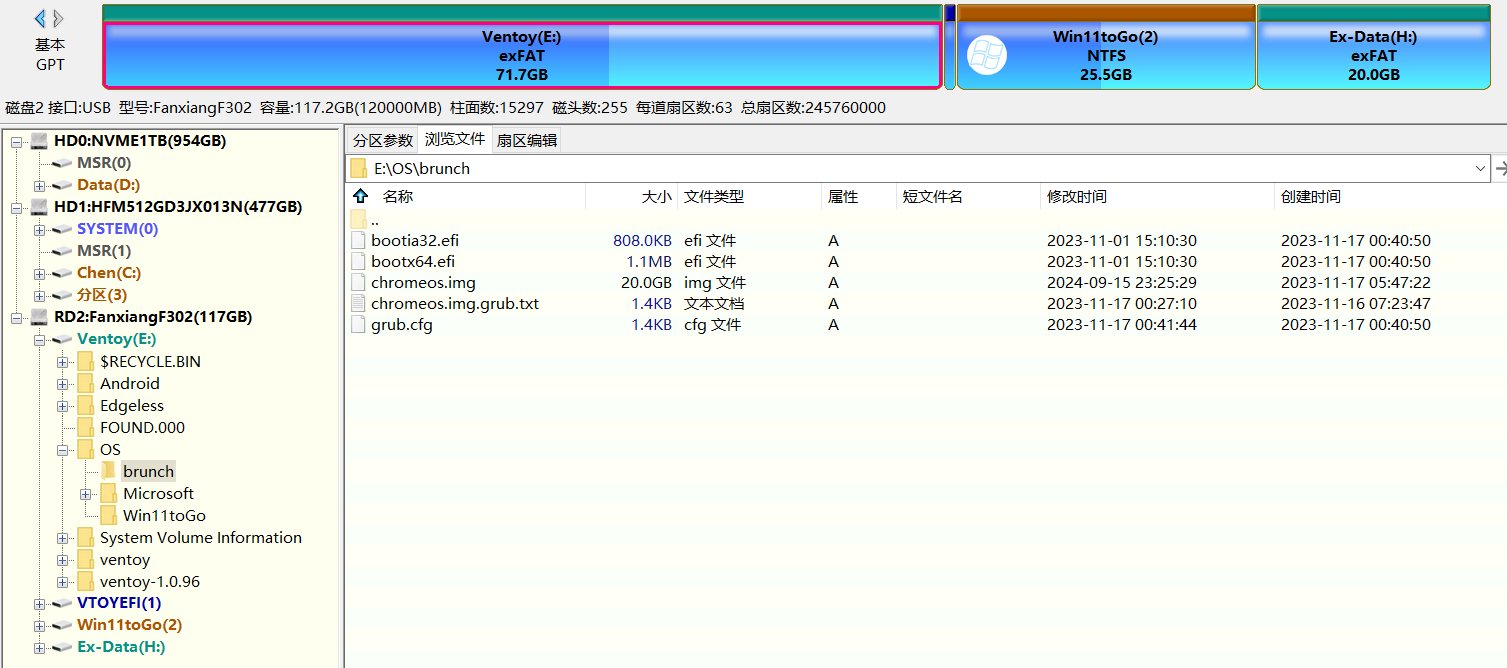 基本
GPT
Ventoy(E:)
exFAT
71.7GB
Win11toGo(2)
NTFS
25.5GB
Ex-Data(H:)
exFAT
20.0GB
磁盘2 接口:USB 型号:FanxiangF302 容量:117.2GB(120000MB) 柱面数:15297 磁头数:255 每道扇区数:63 总扇区数:245760000
HD0:NVME1TB(954GB)
MSR(0)
Data(D:)
HD1:HFM512GD3JX013N(477GB)
SYSTEM(0)
MSR(1)
Chen(C:)
分区(3)
RD2:FanxiangF302(117GB)
Ventoy(E:)
$RECYCLE.BIN
Android
Edgeless
FOUND.000
OS
brunch
Microsoft
Win11toGo
System Volume Information
ventoy
ventoy-1.0.96
VTOYEFI(1)
Win11toGo(2)
Ex-Data(H:)
分区参数 浏览文件 扇区编辑
E:\OS\brunch
名称 大小 文件类型 属性 短文件名 修改时间 创建时间
..
bootia32.efi 808.0KB efi 文件 A 2023-11-01 15:10:30 2023-11-17 00:40:50
bootx64.efi 1.1MB efi 文件 A 2023-11-01 15:10:30 2023-11-17 00:40:50
chromeos.img 20.0GB img 文件 A 2024-09-15 23:25:29 2023-11-17 05:47:22
chromeos.img.grub.txt 1.4KB 文本文档 A 2023-11-16 00:27:10 2023-11-16 07:23:47
grub.cfg 1.4KB cfg 文件 A 2023-11-17 00:41:44 2023-11-17 00:40:50